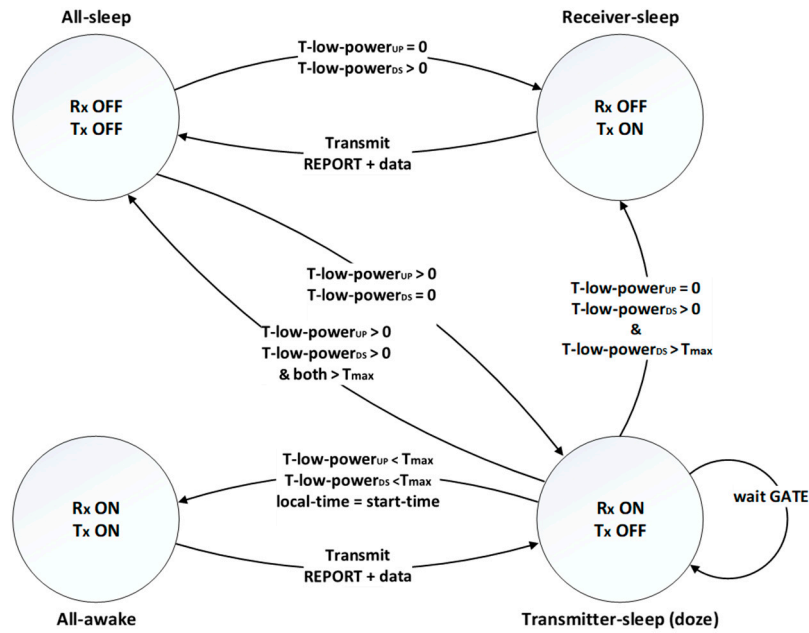 All-sleep
Receiver-sleep
T-low-powerUP = 0
T-low-powerDS > 0
Rx OFF
Tx OFF
Rx OFF
Tx ON
Transmit
REPORT + data
T-low-powerUP > 0
T-low-powerDS = 0
T-low-powerUP = 0
T-low-powerDS > 0
&
T-low-powerDS > Tmax
T-low-powerUP > 0
T-low-powerDS > 0
& both > Tmax
T-low-powerUP < Tmax
T-low-powerDS <Tmax
local-time = start-time
wait GATE
Rx ON
Tx ON
Rx ON
Tx OFF
Transmit
REPORT + data
All-awake
Transmitter-sleep (doze)